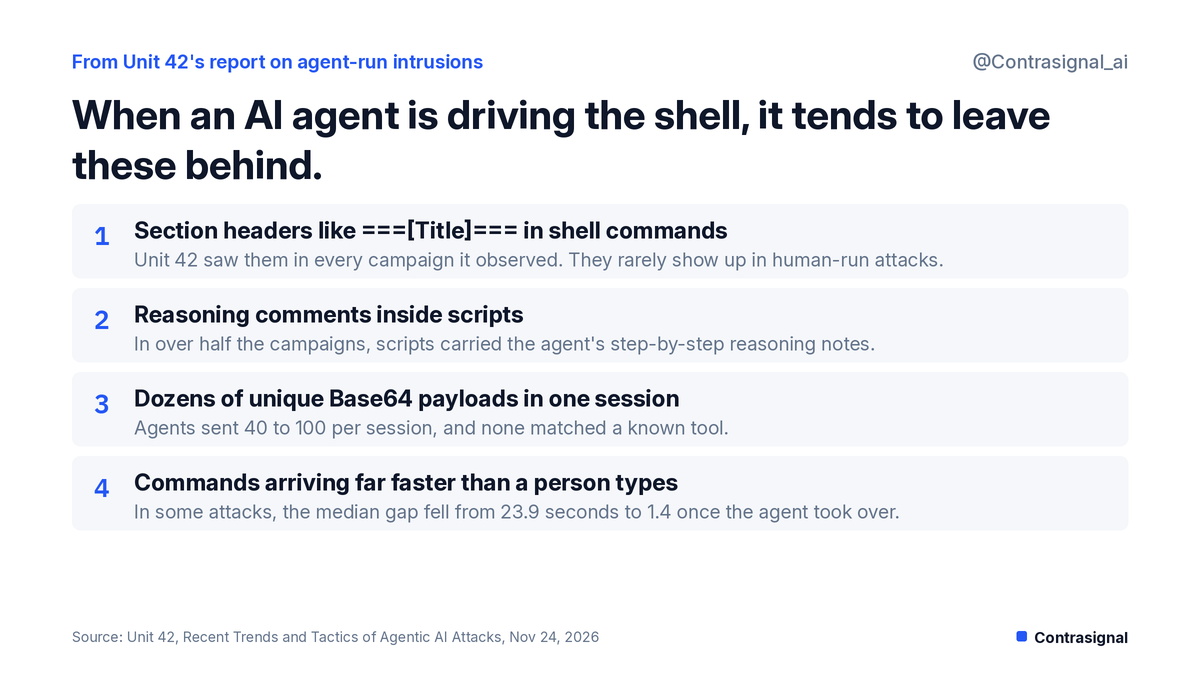 From Unit 42's report on agent-run intrusions
@Contrasignal_ai
When an AI agent is driving the shell, it tends to leave
these behind.
1
Section headers like ===[Title]=== in shell commands
Unit 42 saw them in every campaign it observed. They rarely show up in human-run attacks.
2
Reasoning comments inside scripts
In over half the campaigns, scripts carried the agent's step-by-step reasoning notes.
3
Dozens of unique Base64 payloads in one session
Agents sent 40 to 100 per session, and none matched a known tool.
4
Commands arriving far faster than a person types
In some attacks, the median gap fell from 23.9 seconds to 1.4 once the agent took over.
Source: Unit 42, Recent Trends and Tactics of Agentic AI Attacks, Nov 24, 2026
Contrasignal